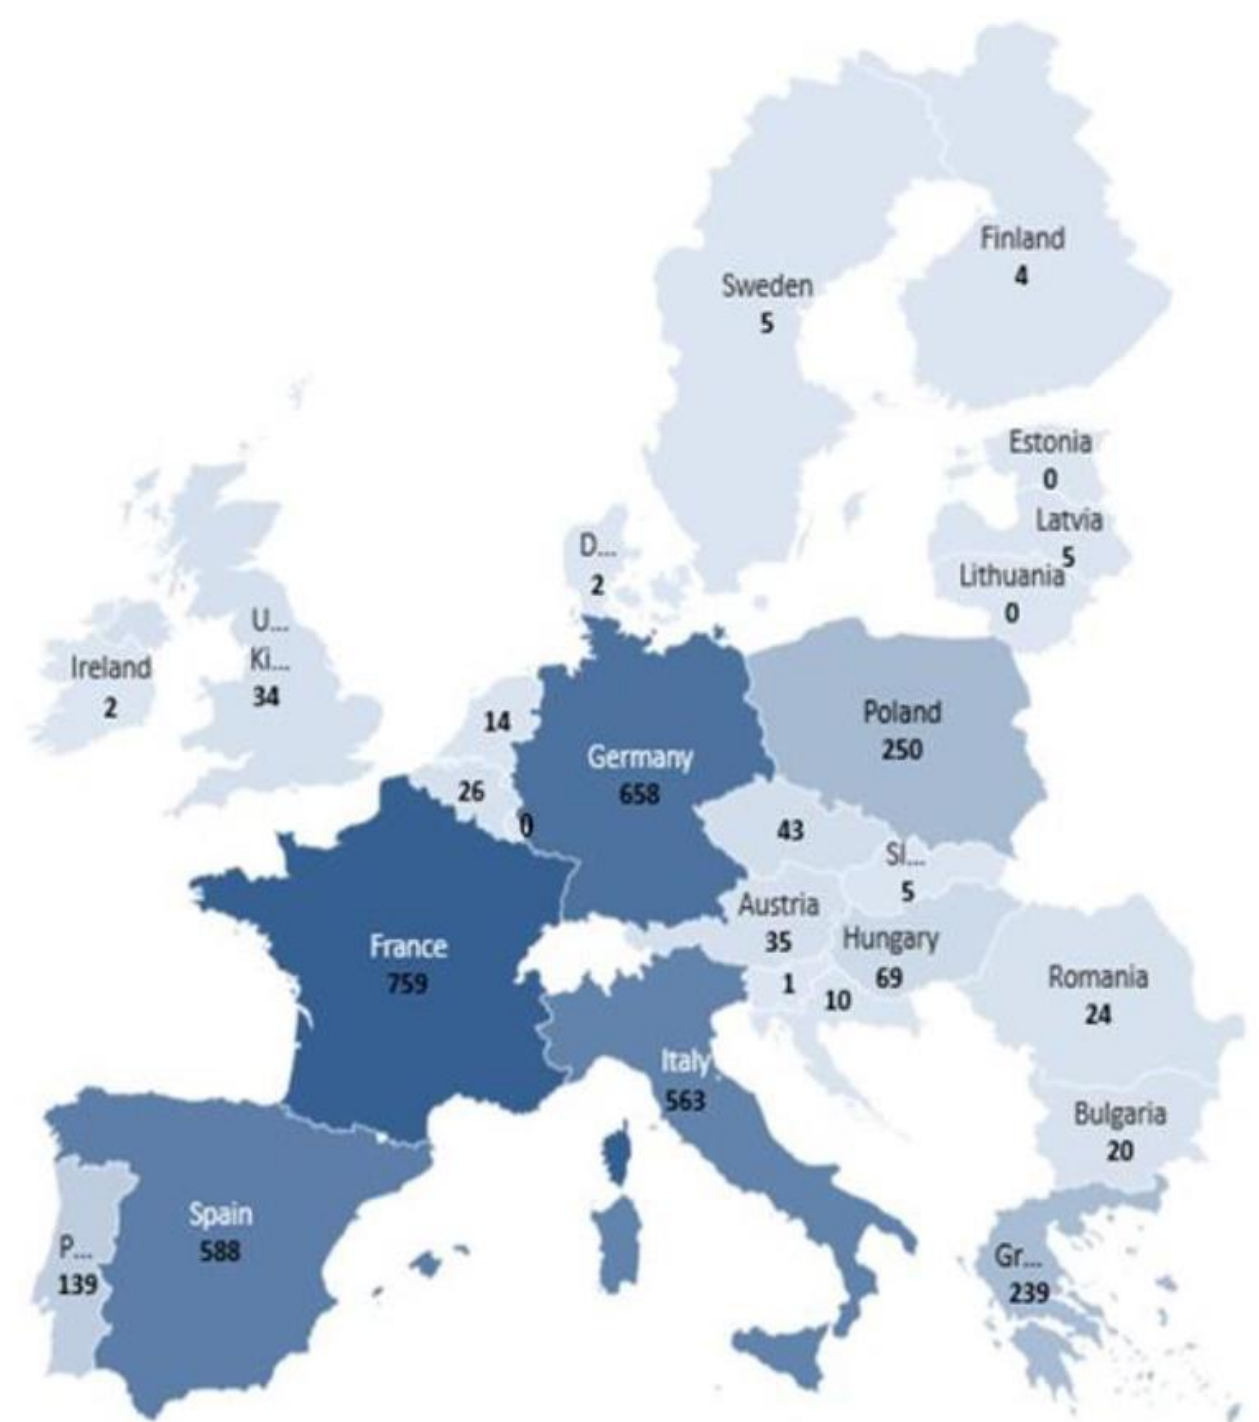 Finland
4
Sweden
5
Estonia
0
Latvia
5
Lithuania
0
D...
2
U...
Ki...
34
Ireland
2
14
Poland
250
Germany
658
26
0
43
Sl...
5
Austria
35
Hungary
69
France
759
1
10
Romania
24
Italy
563
Bulgaria
20
Spain
588
P...
139
Gr...
239